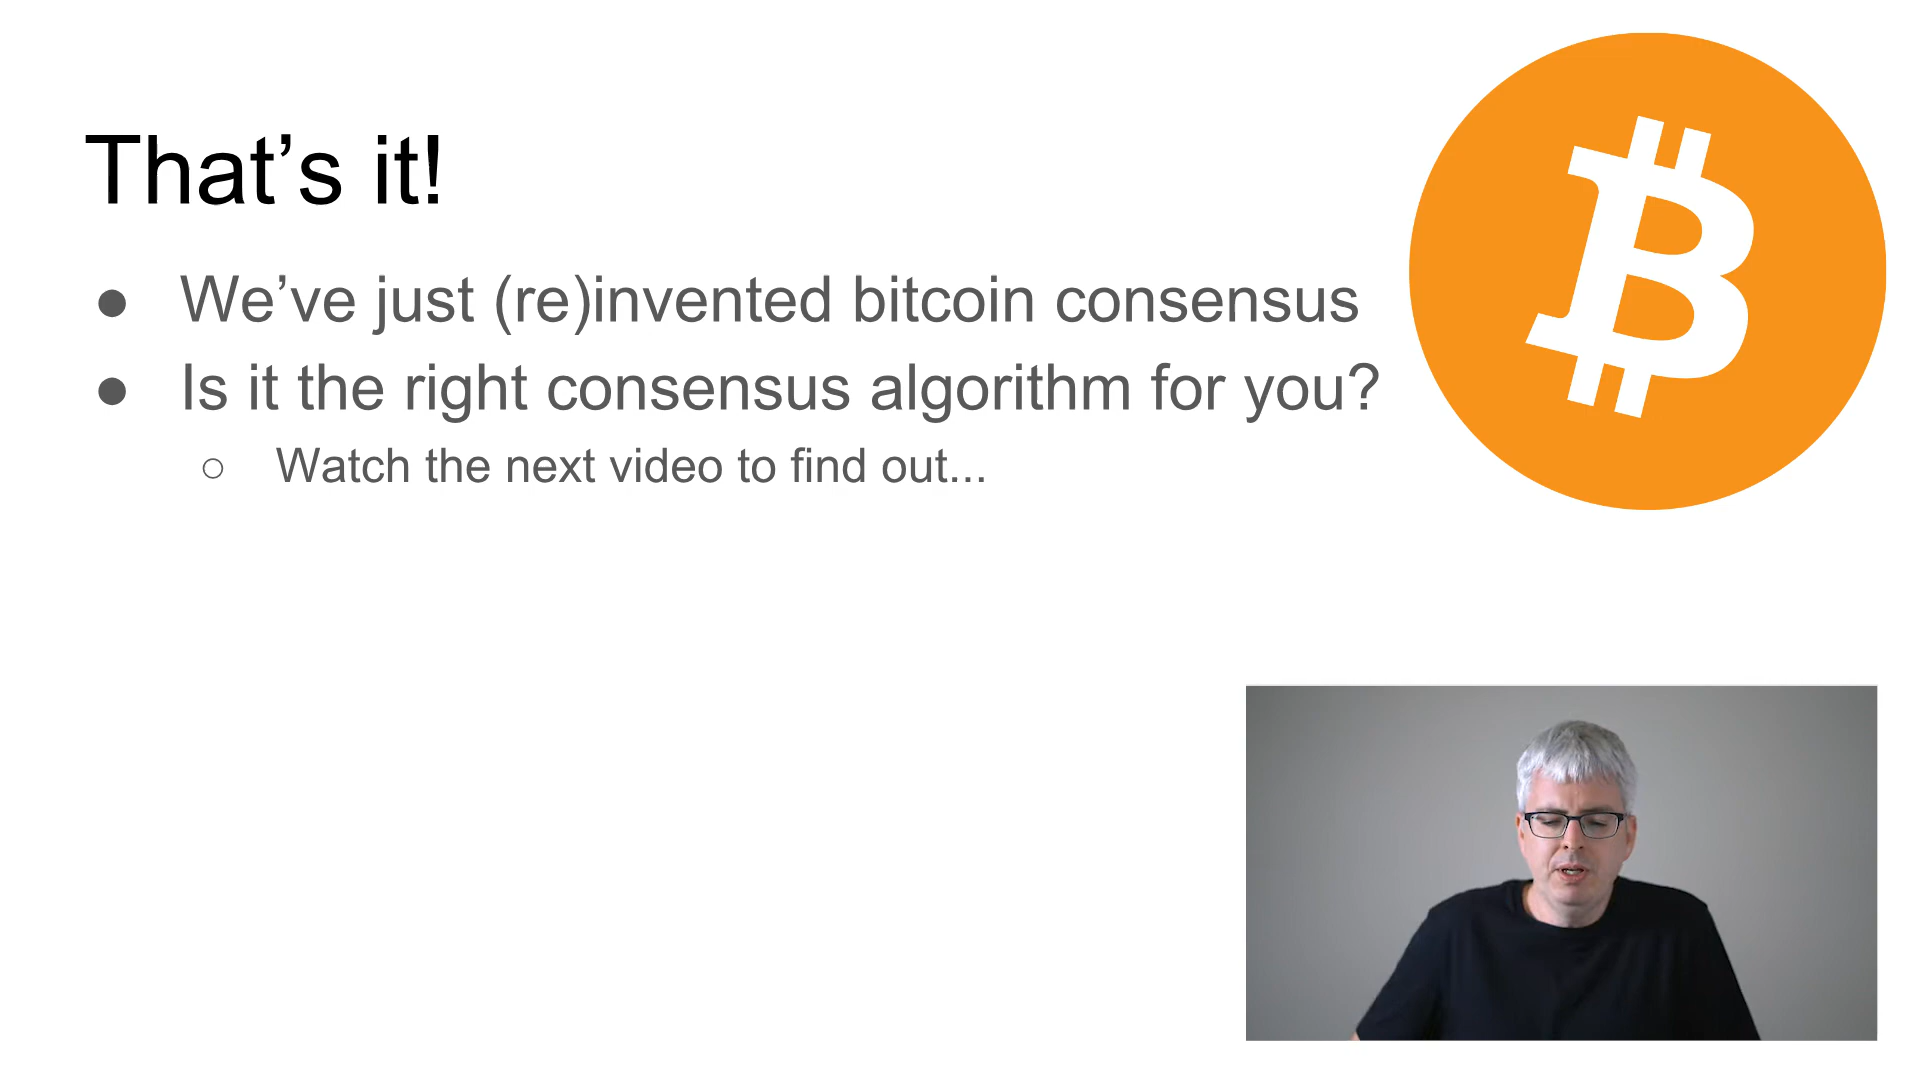 That’s it!
● We’ve just (re)invented bitcoin consensus
● Is it the right consensus algorithm for you?
○ Watch the next video to find out...